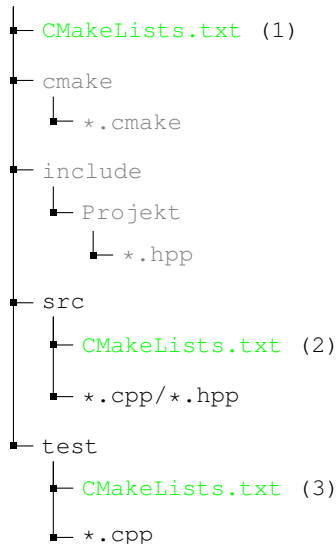 CMakeLists.txt (1)
cmake
*.cmake
include
Projekt
*.hpp
src
CMakeLists.txt (2)
*.cpp/*.hpp
test
CMakeLists.txt (3)
*.cpp